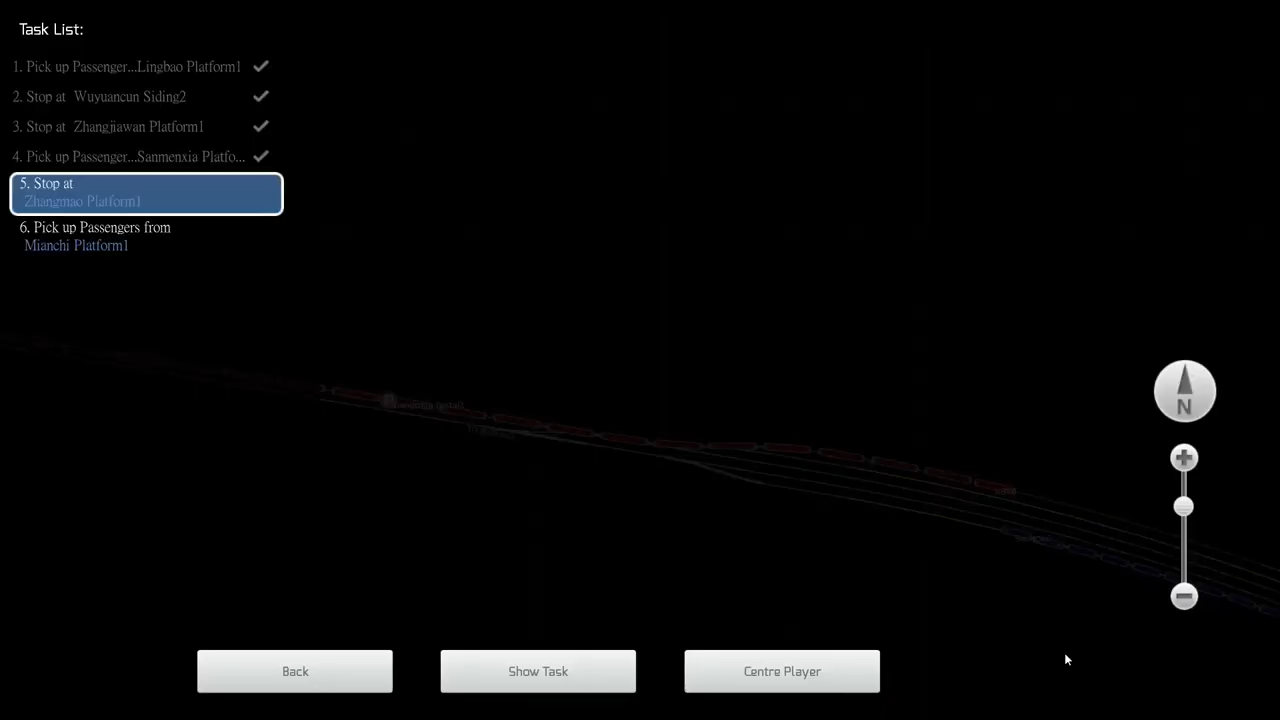 Task List:
1. Pick up Passenger...Lingbao Platform1
2. Stop at  Wuyuancun Siding2
3. Stop at  Zhangjiawan Platform1
4. Pick up Passenger...Sanmenxia Platfo...
5. Stop at
Zhangmao Platform1
6. Pick up Passengers from
Mianchi Platform1
N
Back
Show Task
Centre Player